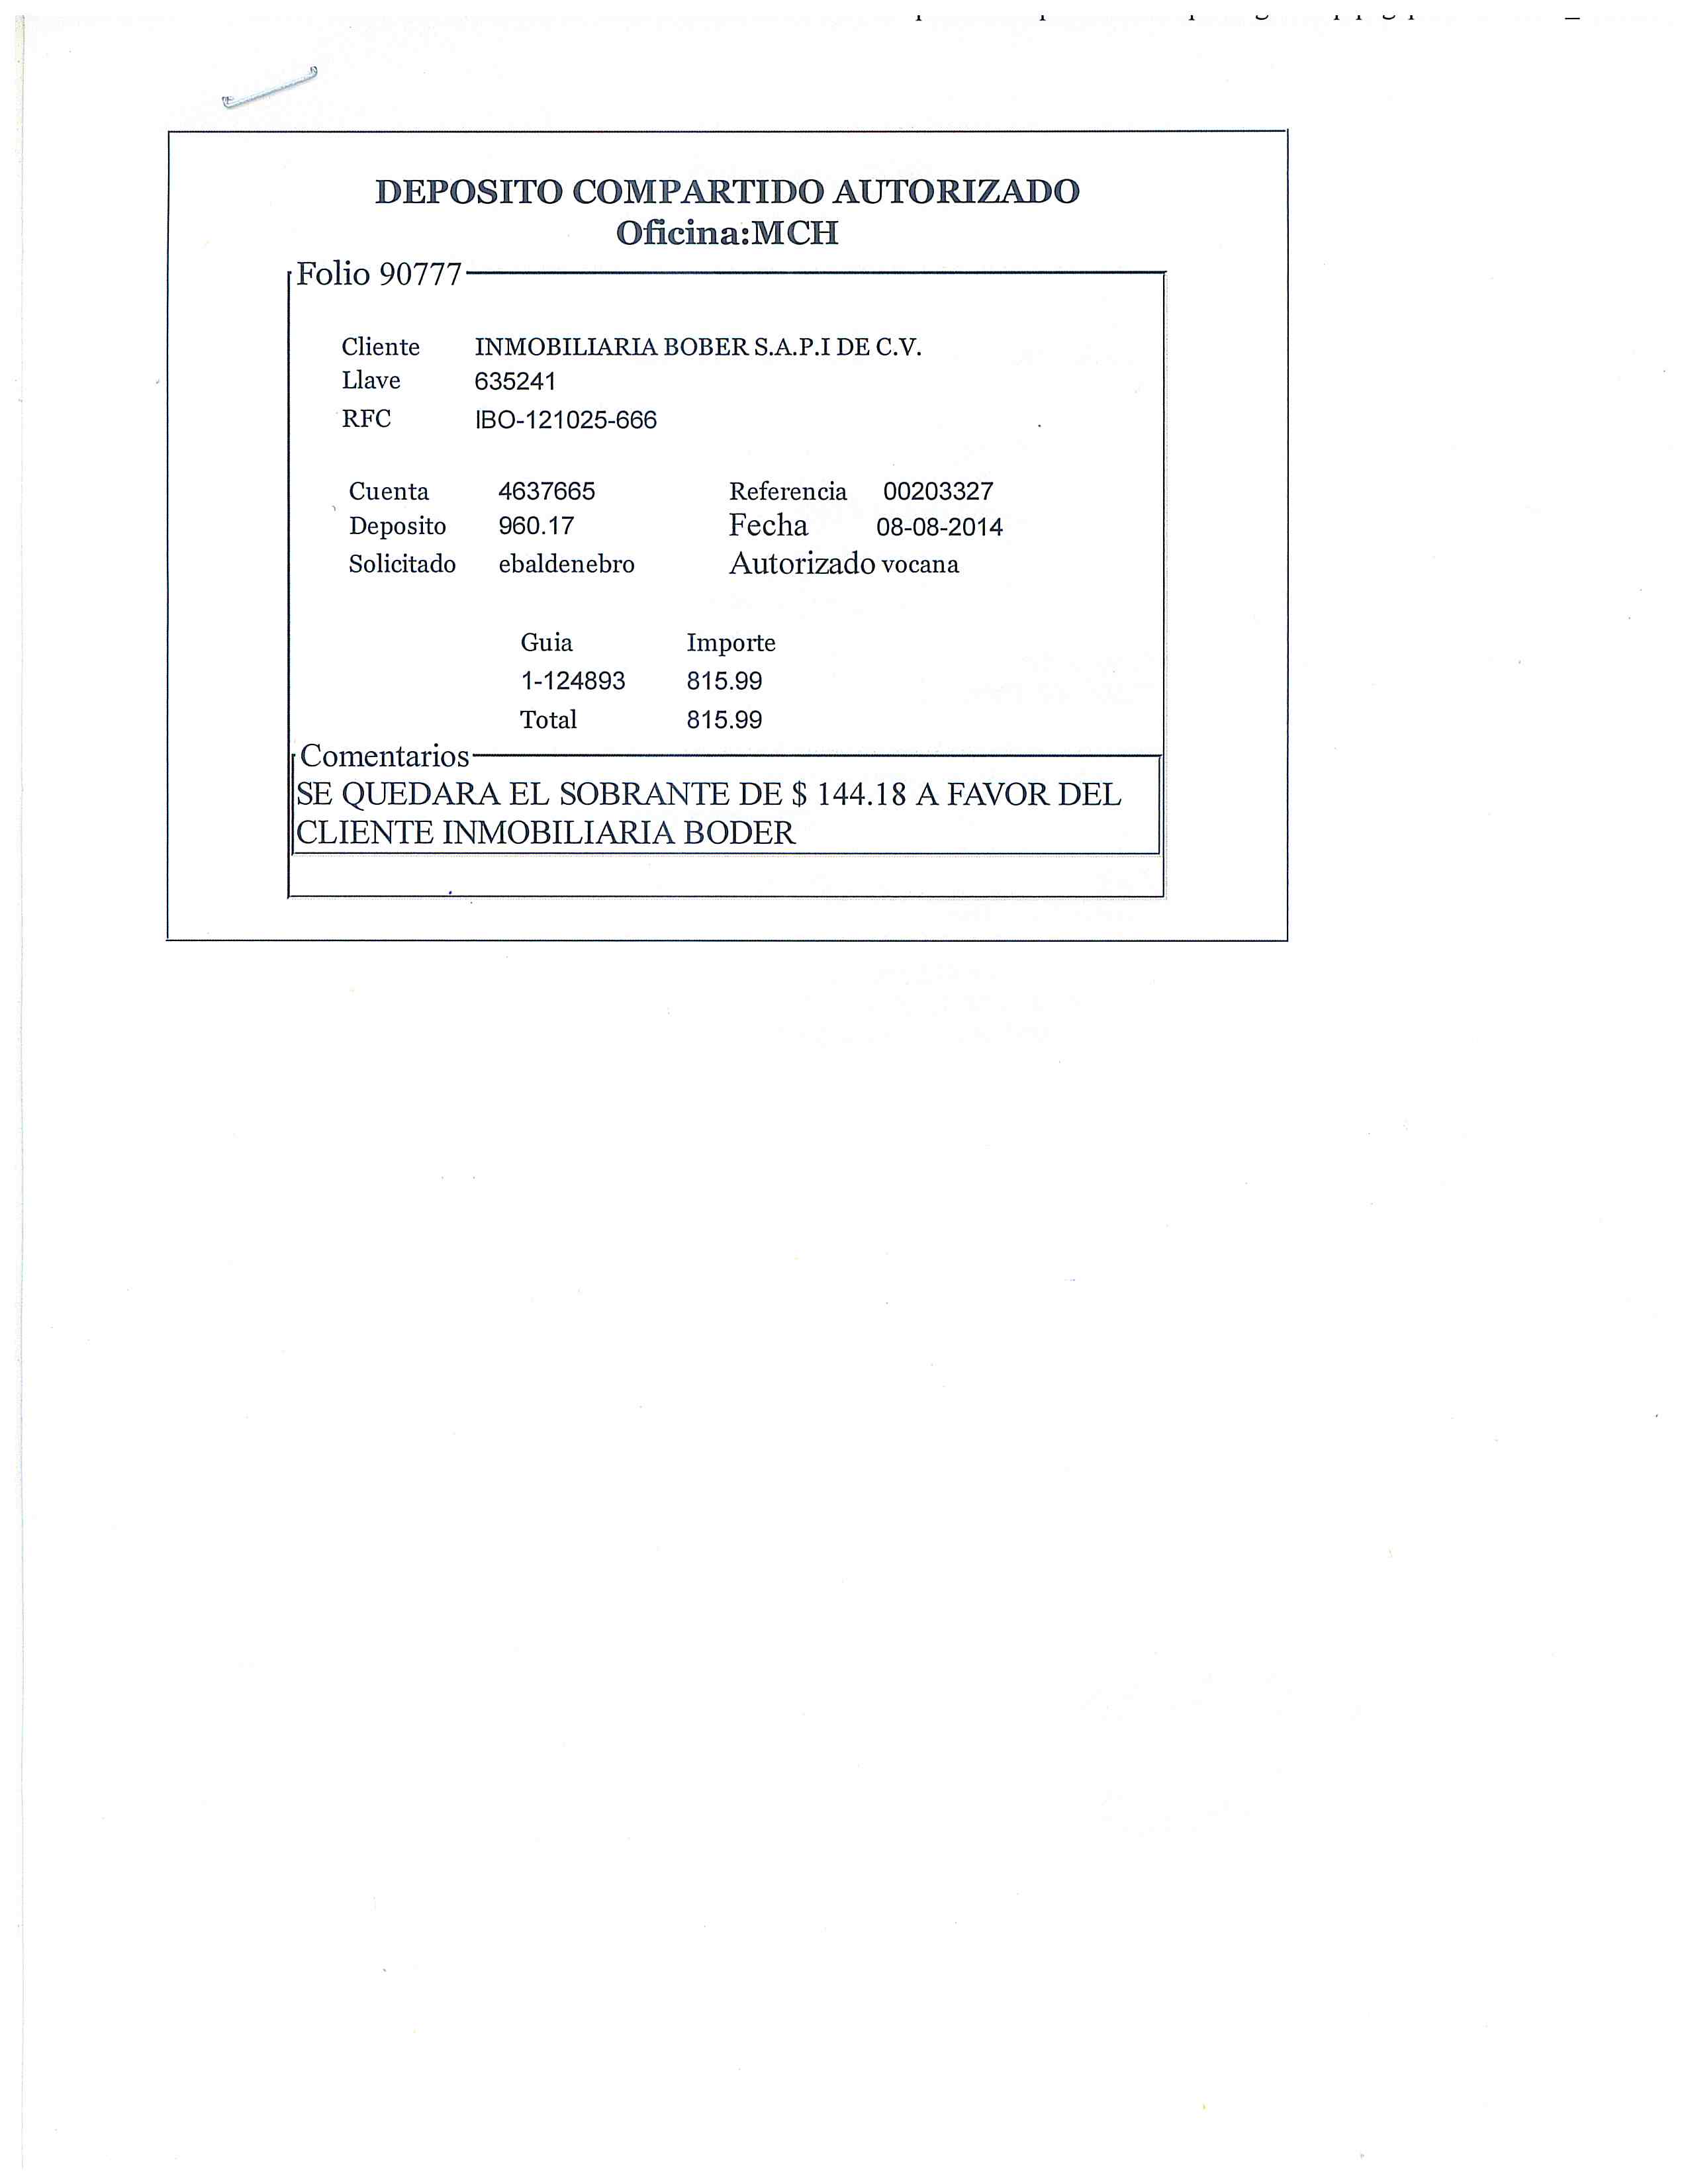 DEPOSITO COMPARTIDO AUTORIZADO
Oficina:MCH
Folio 90777
Cliente INMOBILIARIA BOBER S.A.P.I DE C.V.
Llave 635241
RFC IBO-121025-666
Cuenta 4637665 Referencia 00203327
Deposito 960.17 Fecha 08-08-2014
Solicitado ebaldenebro Autorizado vocana
Guia Importe
1-124893 815.99
Total 815.99
Comentarios
SE QUEDARA EL SOBRANTE DE $ 144.18 A FAVOR DEL
CLIENTE INMOBILIARIA BODER